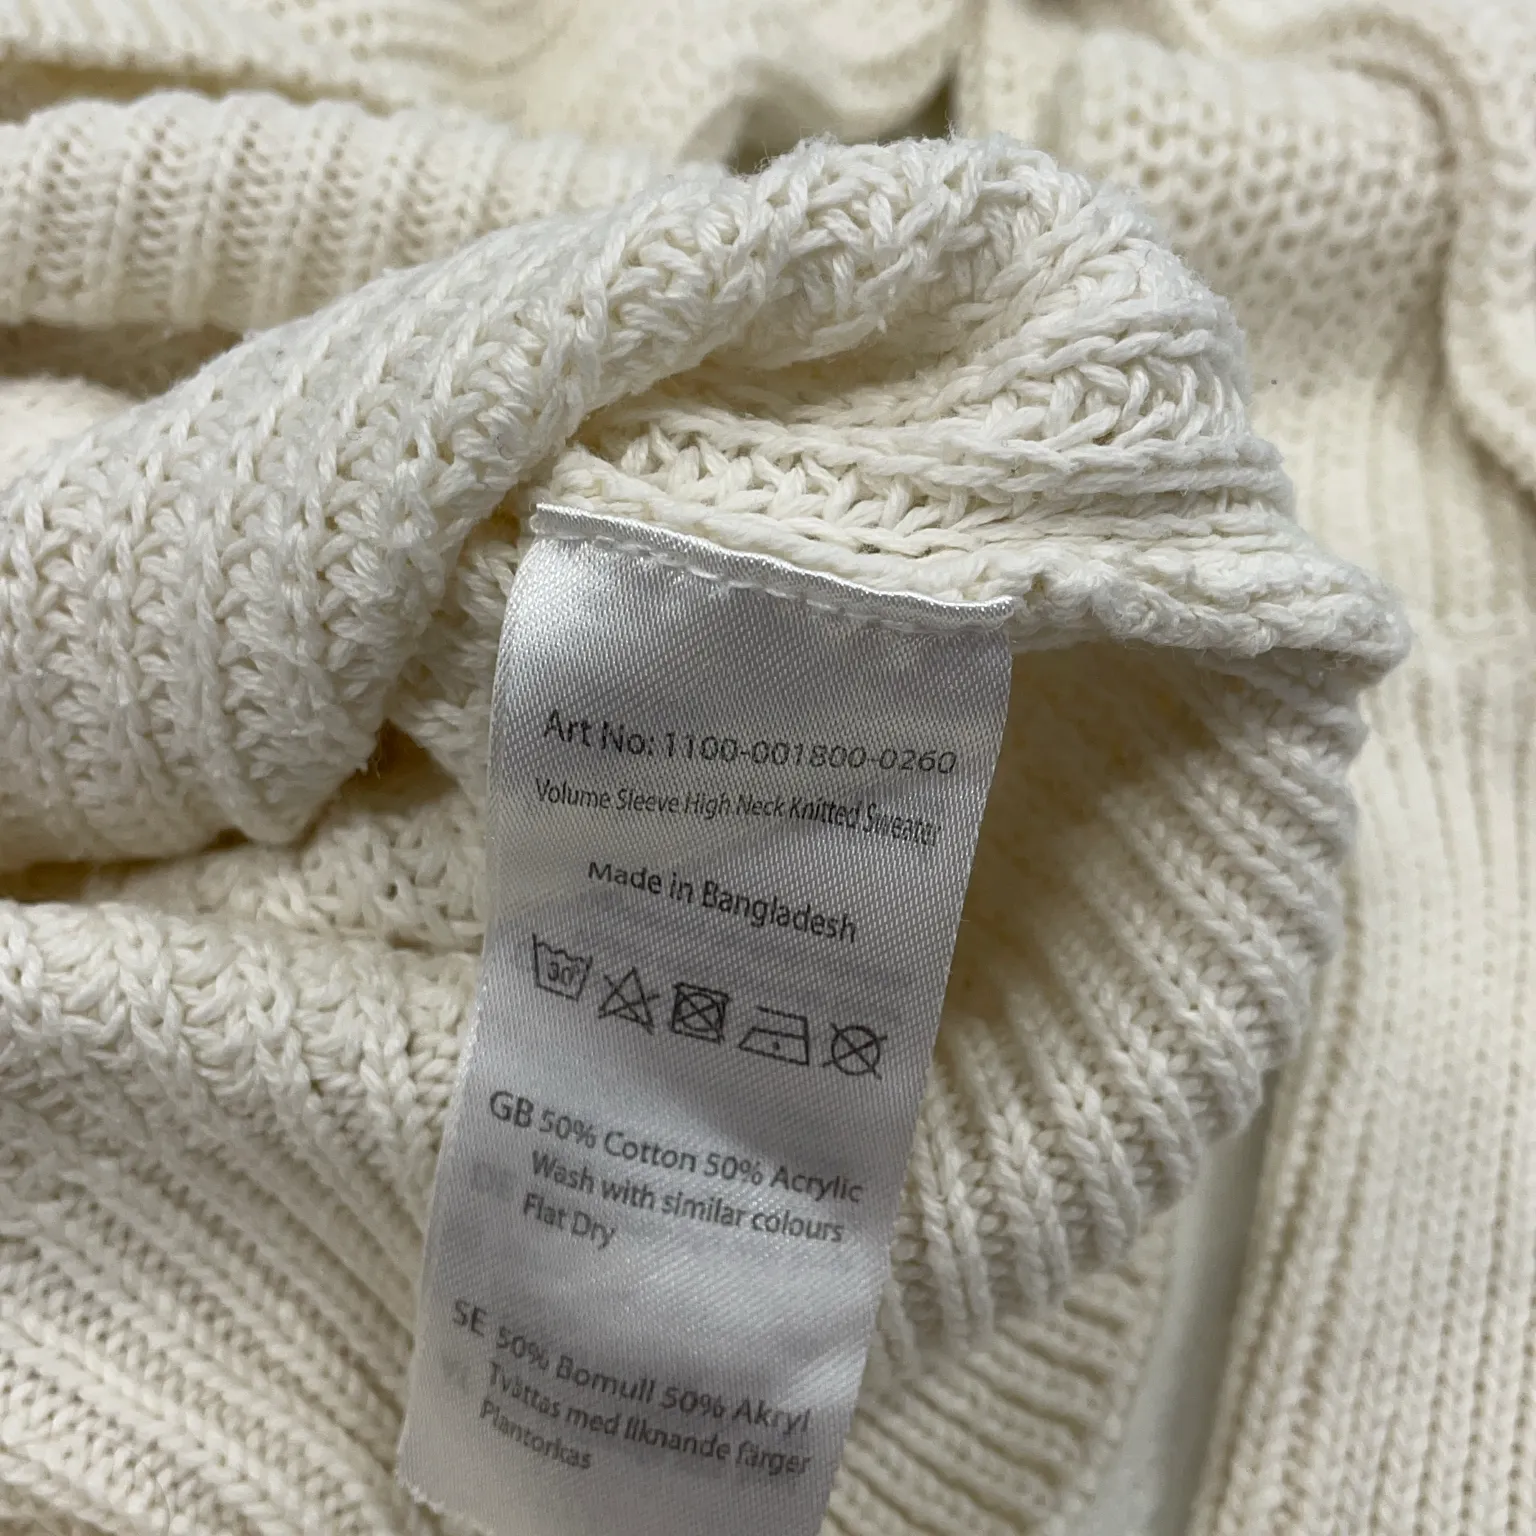 Art No: 1100-001800-0260
Volume Sleeve High Neck Knitted Sweater
Made in Bangladesh
30°
GB 50% Cotton 50% Acrylic
Wash with similar colours
Flat Dry
SE 50% Bomull 50% Akryl
Tvättas med liknande färger
Plantorkas